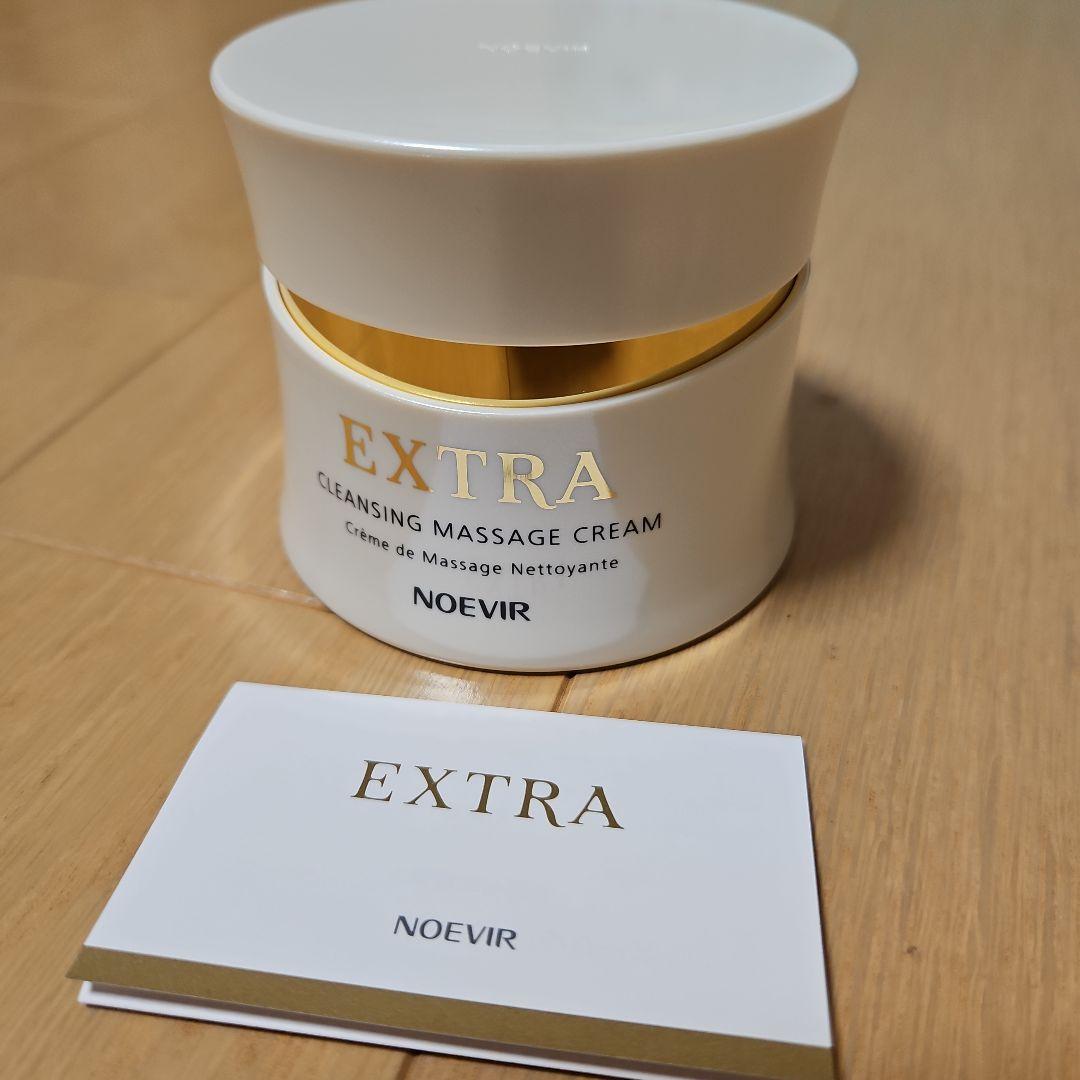 EXTRA
CLEANSING MASSAGE CREAM
Crème de Massage Nettoyante
NOEVIR
EXTRA
NOEVIR